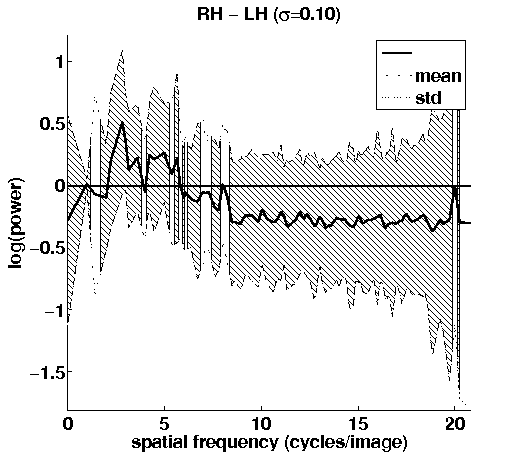 RH − LH (σ=0.10)
mean
std
1
0.5
0
−0.5
−1
−1.5
log(power)
0 5 10 15 20
spatial frequency (cycles/image)